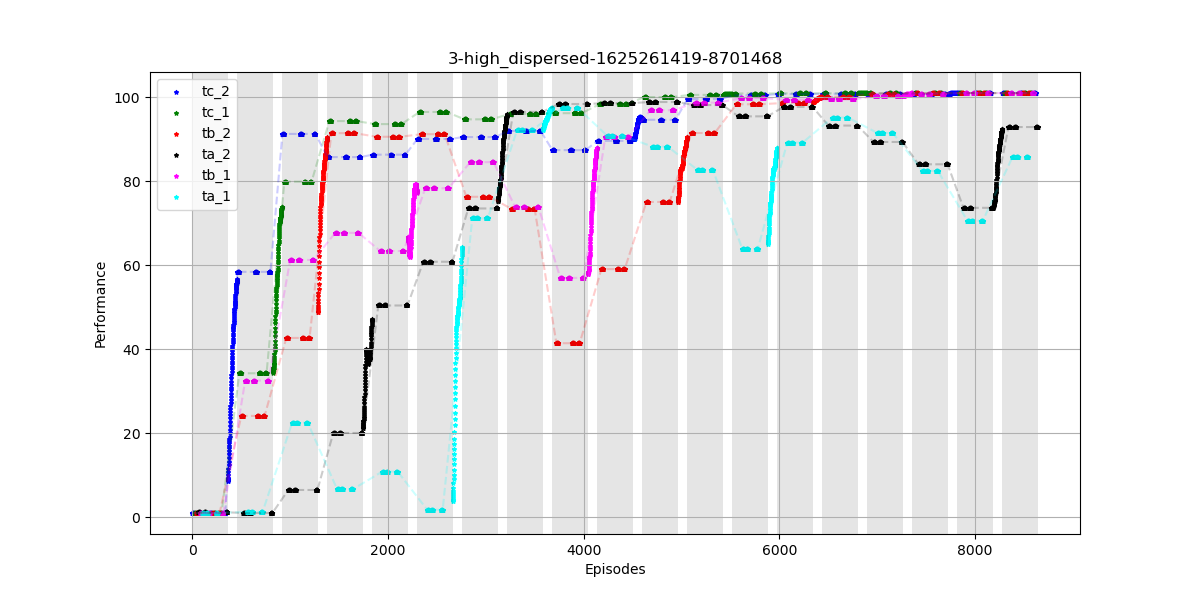 3-high_dispersed-1625261419-8701468
tc_2
tc_1
tb_2
ta_2
tb_1
ta_1
100
80
60
40
20
0
Performance
0 2000 4000 6000 8000
Episodes